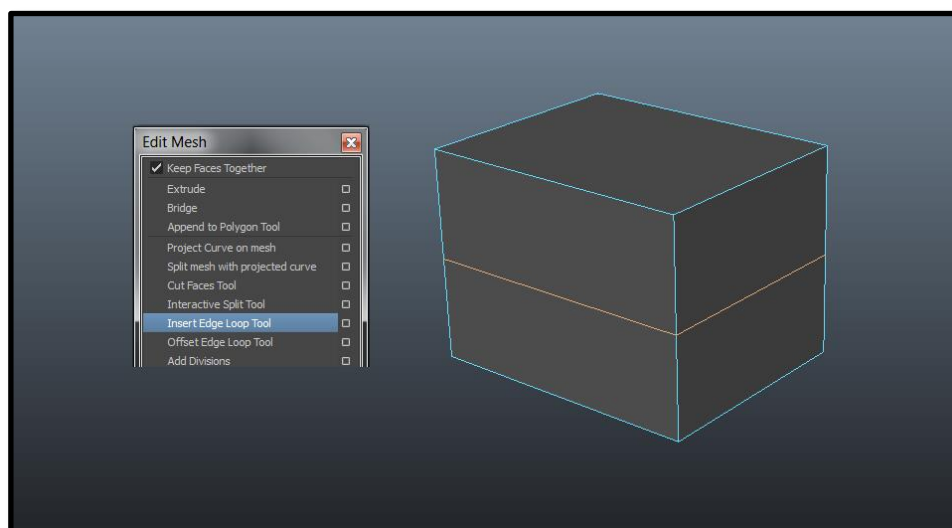 Edit Mesh
Keep Faces Together
Extrude
Bridge
Append to Polygon Tool
Project Curve on mesh
Split mesh with projected curve
Cut Faces Tool
Interactive Split Tool
Insert Edge Loop Tool
Offset Edge Loop Tool
Add Divisions